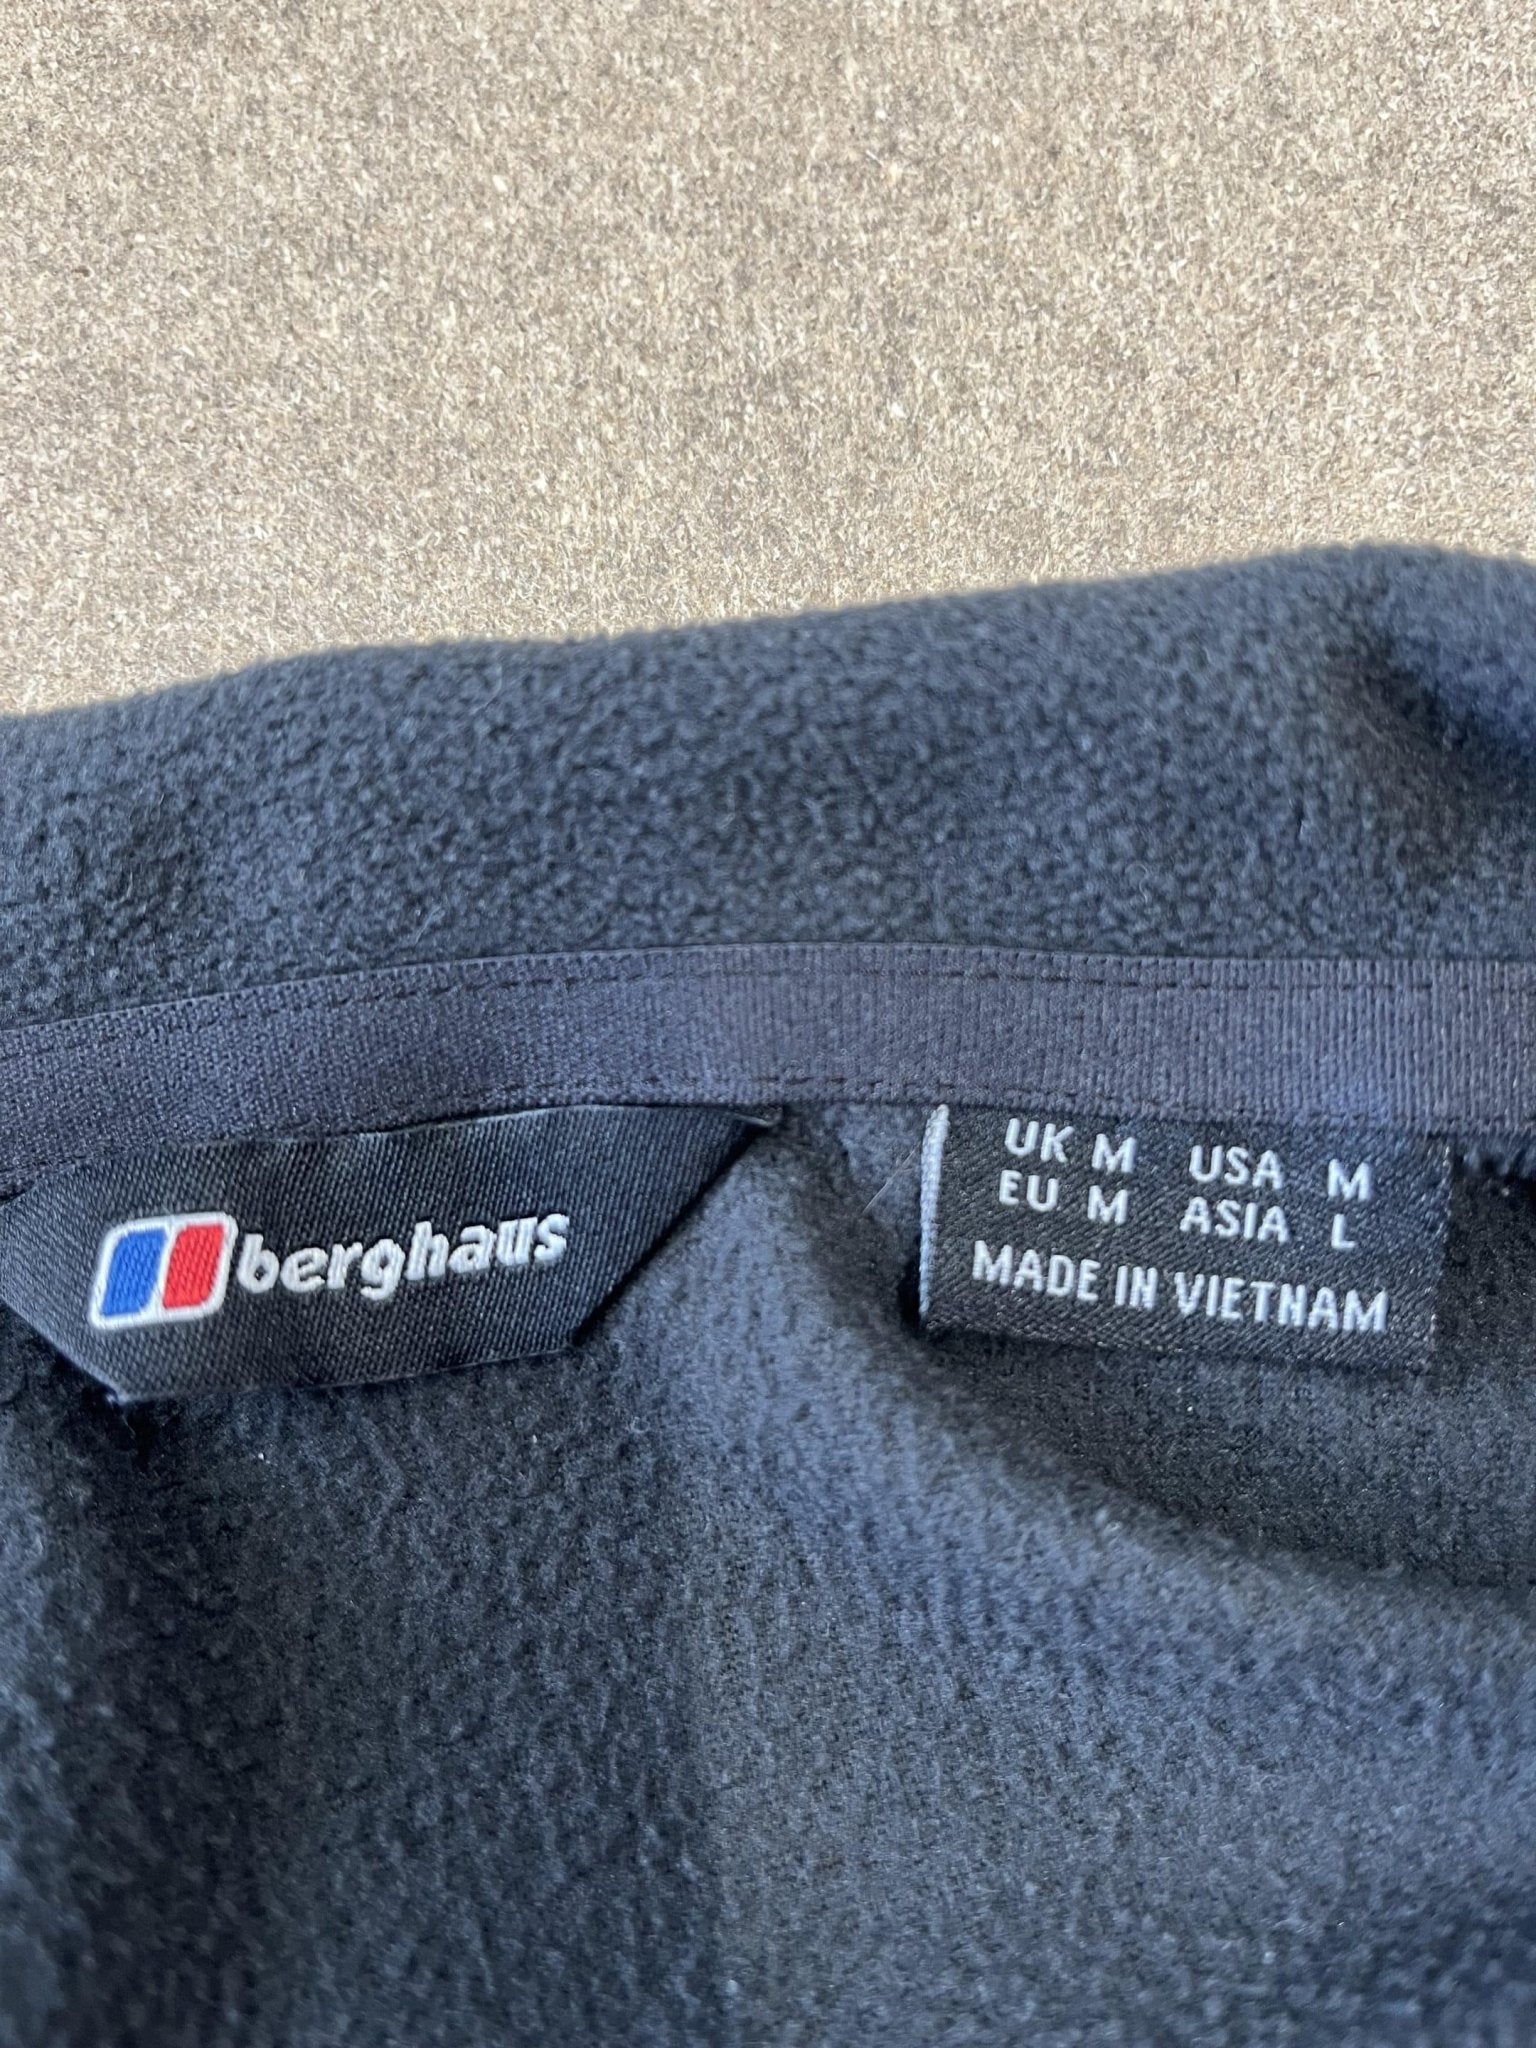 berghaus
UK M USA M
EU M ASIA L
MADE IN VIETNAM